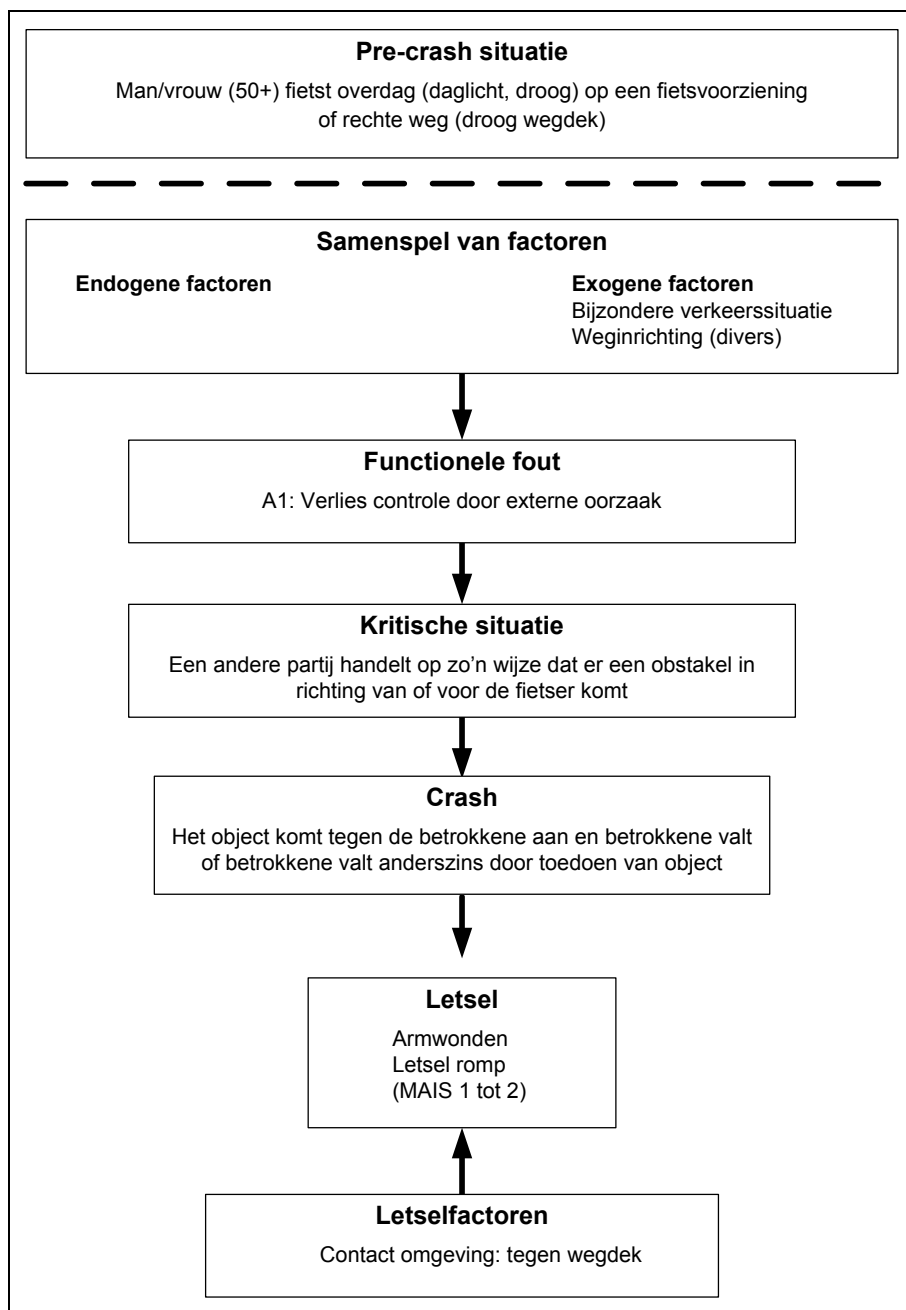 Pre-crash situatie
Man/vrouw (50+) fietst overdag (daglicht, droog) op een fietsvoorziening
of rechte weg (droog wegdek)
Samenspel van factoren
Endogene factoren
Exogene factoren
Bijzondere verkeerssituatie
Weginrichting (divers)
Functionele fout
A1: Verlies controle door externe oorzaak
Kritische situatie
Een andere partij handelt op zo’n wijze dat er een obstakel in
richting van of voor de fietser komt
Crash
Het object komt tegen de betrokkene aan en betrokkene valt
of betrokkene valt anderszins door toedoen van object
Letsel
Armwonden
Letsel romp
(MAIS 1 tot 2)
Letselfactoren
Contact omgeving: tegen wegdek